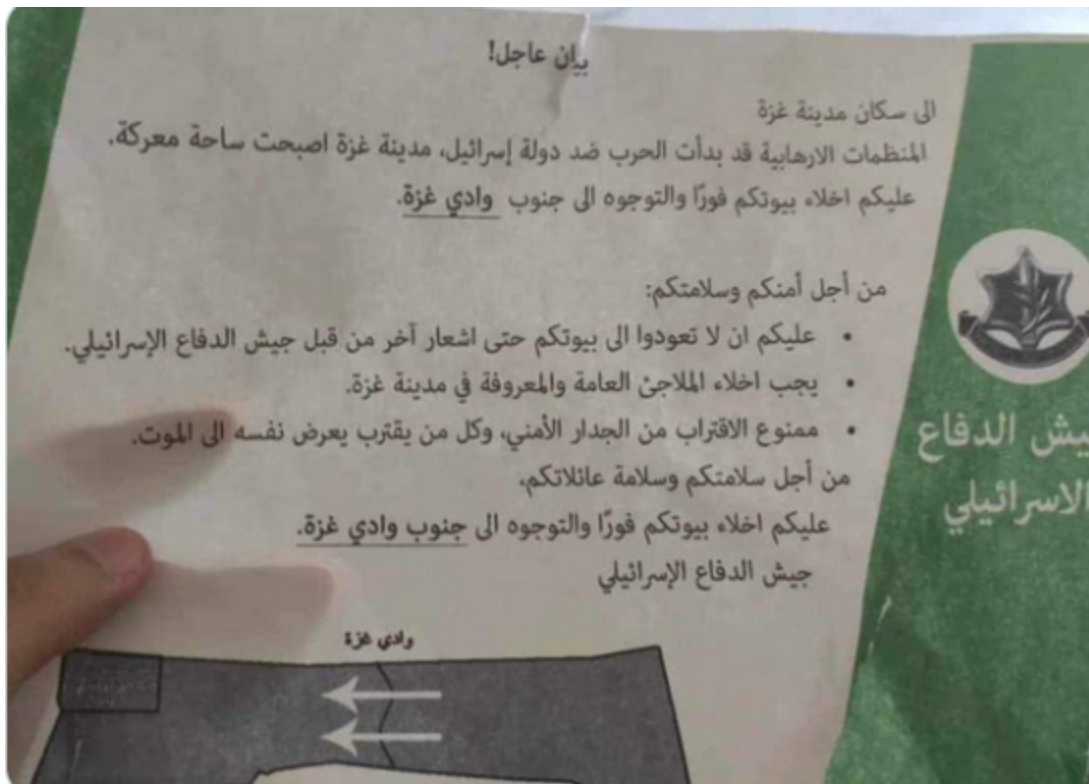 بيان عاجل!
الى سكان مدينة غزة
المنظمات الارهابية قد بدأت الحرب ضد دولة إسرائيل، مدينة غزة اصبحت ساحة معركة.
عليكم اخلاء بيوتكم فورًا والتوجوه الى جنوب وادي غزة.
من أجل أمنكم وسلامتكم:
• عليكم ان لا تعودوا الى بيوتكم حتى اشعار آخر من قبل جيش الدفاع الإسرائيلي.
• يجب اخلاء الملاجئ العامة والمعروفة في مدينة غزة.
• ممنوع الاقتراب من الجدار الأمني، وكل من يقترب يعرض نفسه الى الموت.
من أجل سلامتكم وسلامة عائلاتكم،
عليكم اخلاء بيوتكم فورًا والتوجوه الى جنوب وادي غزة.
جيش الدفاع الإسرائيلي
وادي غزة
يش الدفاع
الاسرائيلي